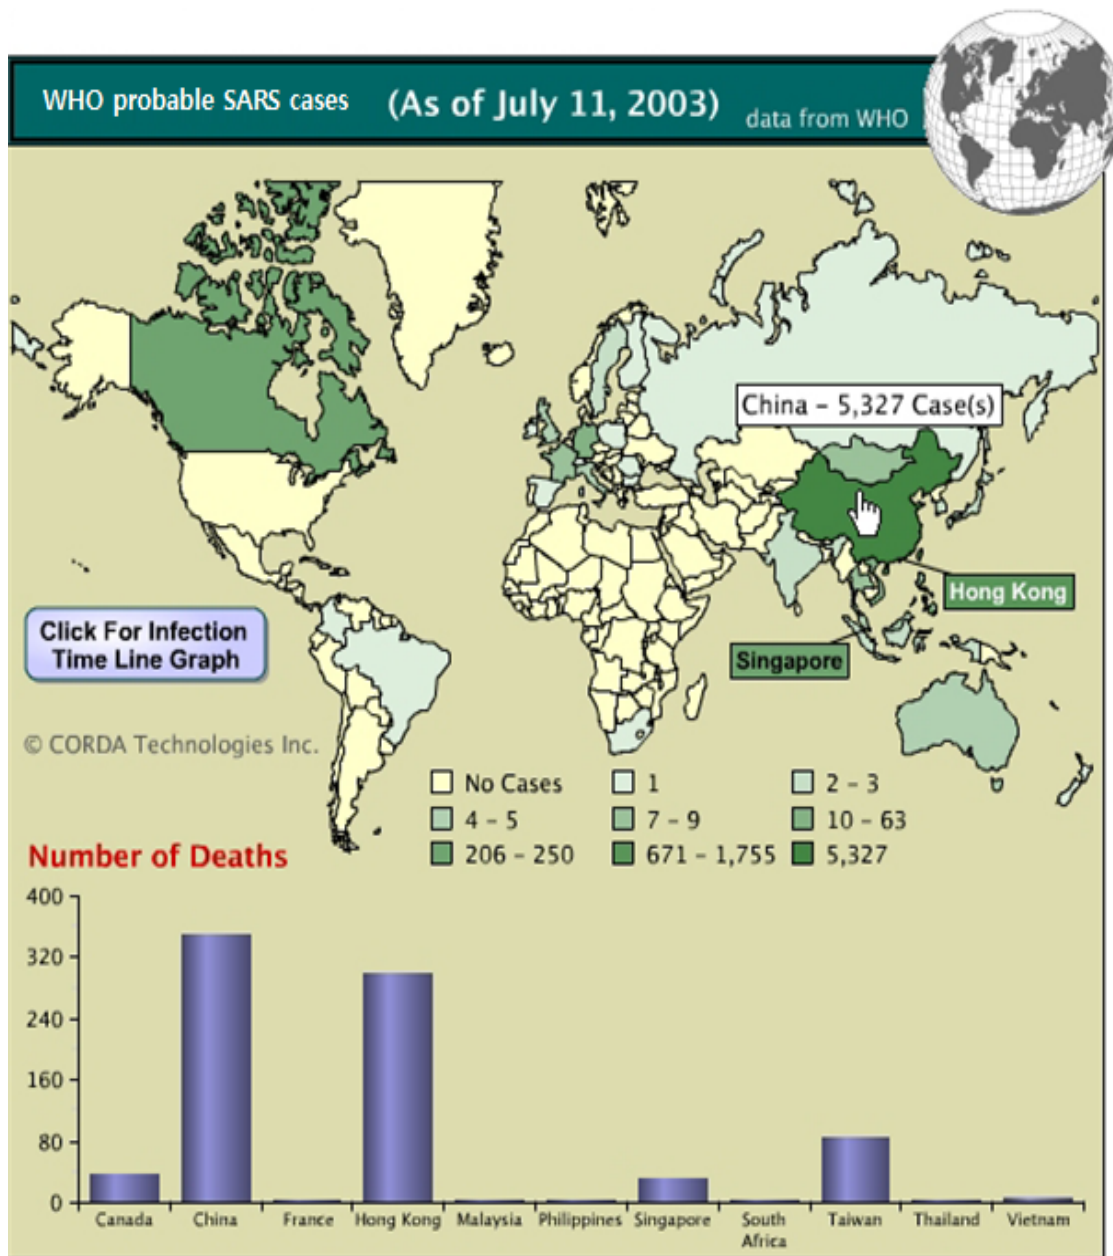 WHO probable SARS cases (As of July 11, 2003) data from WHO
China – 5,327 Case(s)
Hong Kong
Singapore
Click For Infection
Time Line Graph
© CORDA Technologies Inc.
No Cases 1 2 – 3
4 – 5 7 – 9 10 – 63
206 – 250 671 – 1,755 5,327
Number of Deaths
400
320
240
160
80
0
Canada China France Hong Kong Malaysia Philippines Singapore South Africa Taiwan Thailand Vietnam